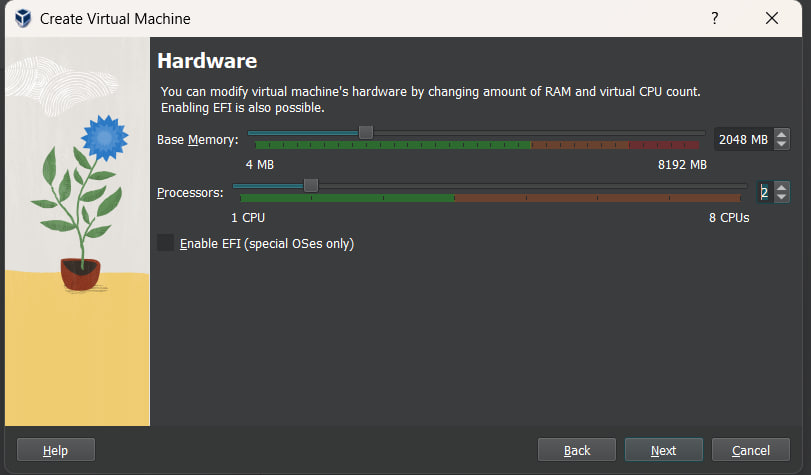 Create Virtual Machine
?
Hardware
You can modify virtual machine's hardware by changing amount of RAM and virtual CPU count.
Enabling EFI is also possible.
Base Memory:
2048 MB
4 MB
8192 MB
Processors:
2
1 CPU
8 CPUs
Enable EFI (special OSes only)
Help
Back
Next
Cancel